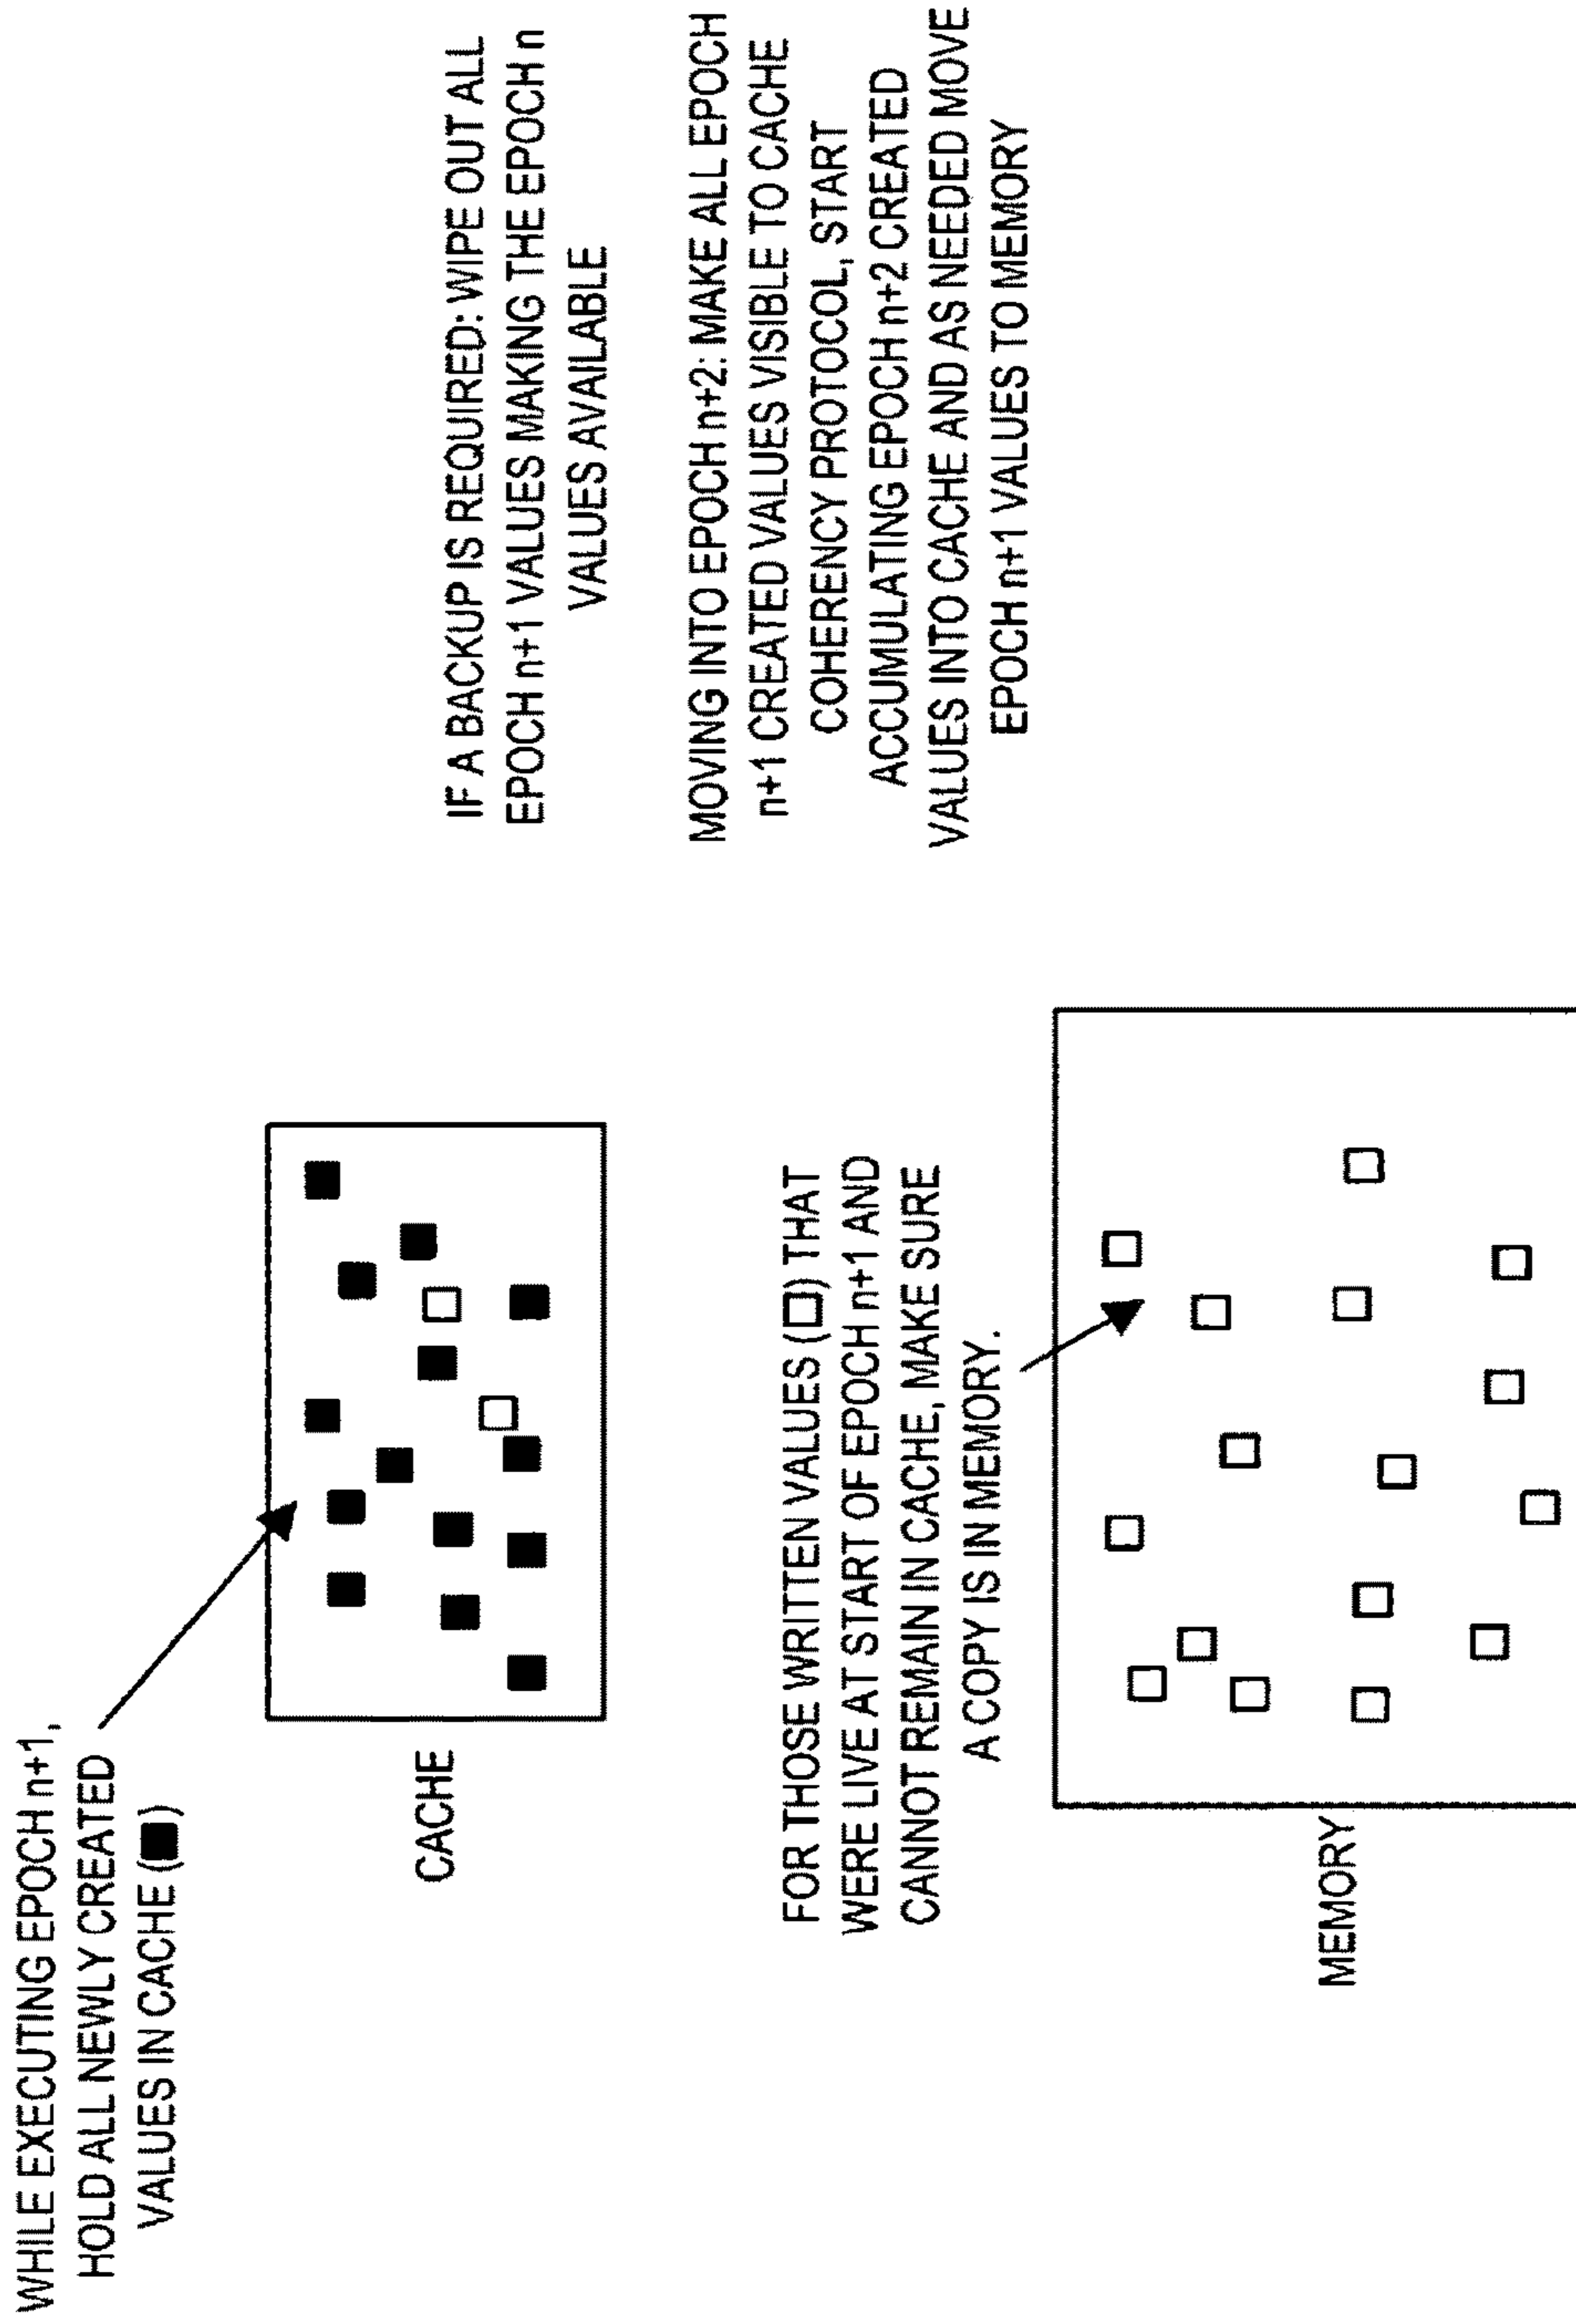 WHILE EXECUTING EPOCH n+1,
HOLD ALL NEWLY CREATED
VALUES IN CACHE (■)
CACHE
FOR THOSE WRITTEN VALUES (□) THAT
WERE LIVE AT START OF EPOCH n+1 AND
CANNOT REMAIN IN CACHE, MAKE SURE
A COPY IS IN MEMORY.
MEMORY
IF A BACKUP IS REQUIRED: WIPE OUT ALL
EPOCH n+1 VALUES MAKING THE EPOCH n
VALUES AVAILABLE
MOVING INTO EPOCH n+2: MAKE ALL EPOCH
n+1 CREATED VALUES VISIBLE TO CACHE
COHERENCY PROTOCOL, START
ACCUMULATING EPOCH n+2 CREATED
VALUES INTO CACHE AND AS NEEDED MOVE
EPOCH n+1 VALUES TO MEMORY